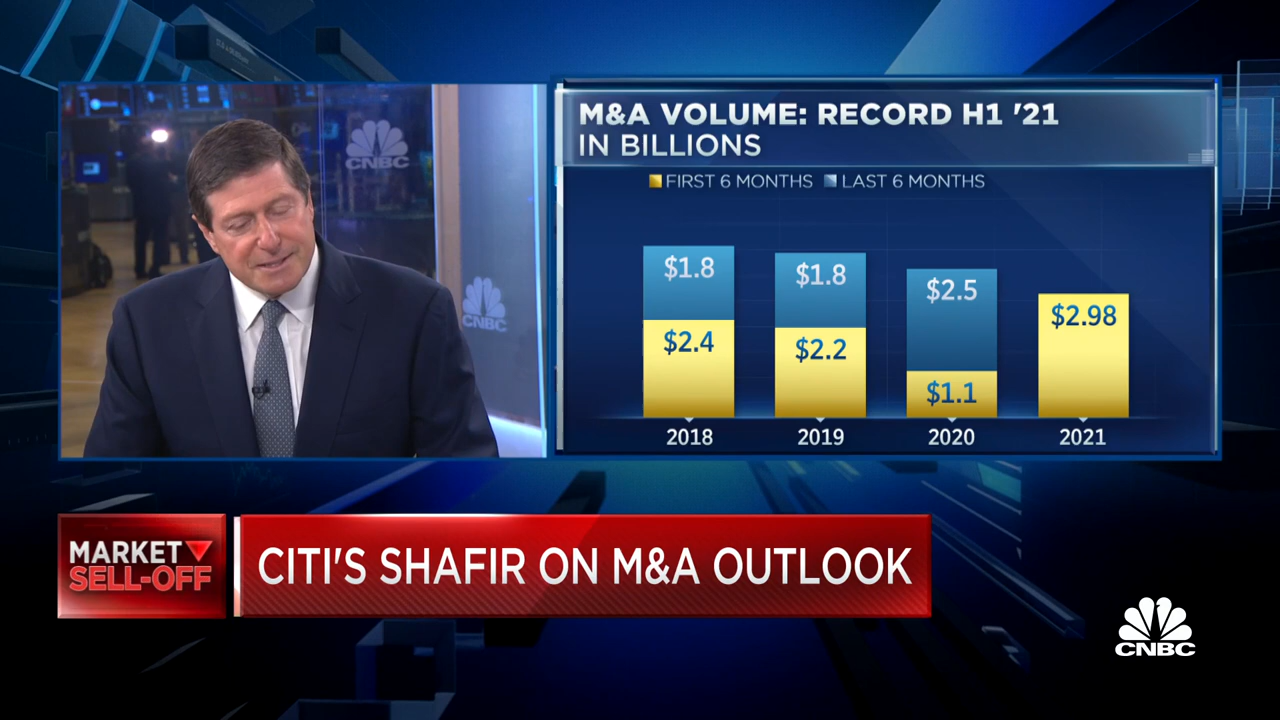 CNBC
CNBC
M&A VOLUME: RECORD H1 '21
IN BILLIONS
FIRST 6 MONTHS LAST 6 MONTHS
$1.8 $1.8 $2.5 $2.98
$2.4 $2.2 $1.1
2018 2019 2020 2021
MARKET
SELL-OFF
CITI'S SHAFIR ON M&A OUTLOOK
CNBC